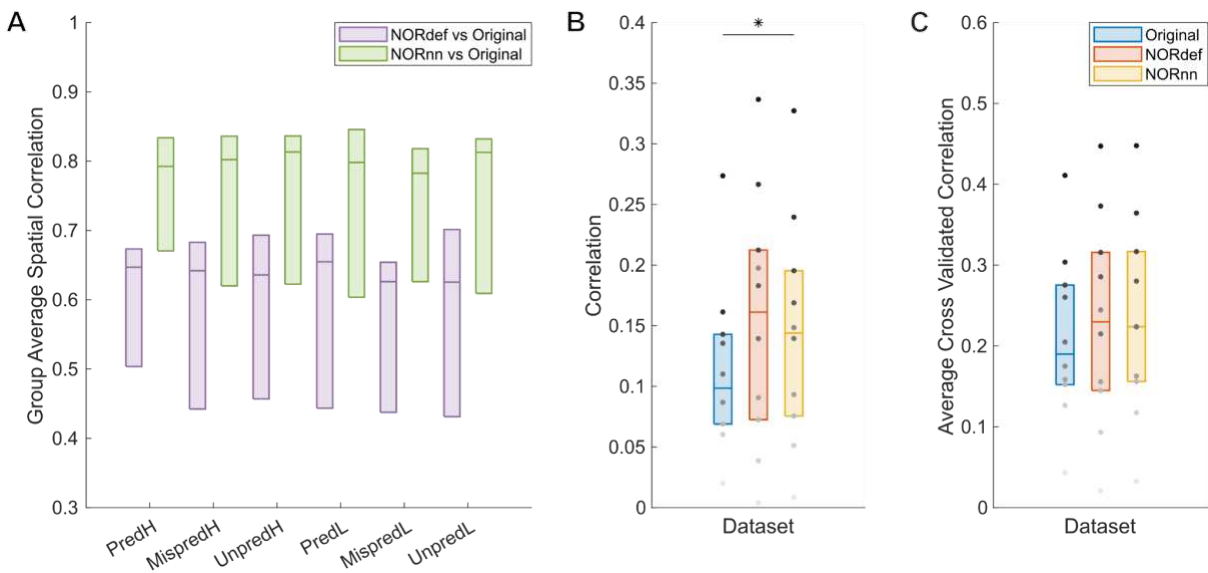 A
NORdef vs Original
NORnn vs Original
Group Average Spatial Correlation
1
0.9
0.8
0.7
0.6
0.5
0.4
0.3
PredH
MispredH
UnpredH
PredL
MispredL
UnpredL
B
*
Correlation
0.4
0.35
0.3
0.25
0.2
0.15
0.1
0.05
0
Dataset
C
Original
NORdef
NORnn
Average Cross Validated Correlation
0.6
0.5
0.4
0.3
0.2
0.1
0
Dataset